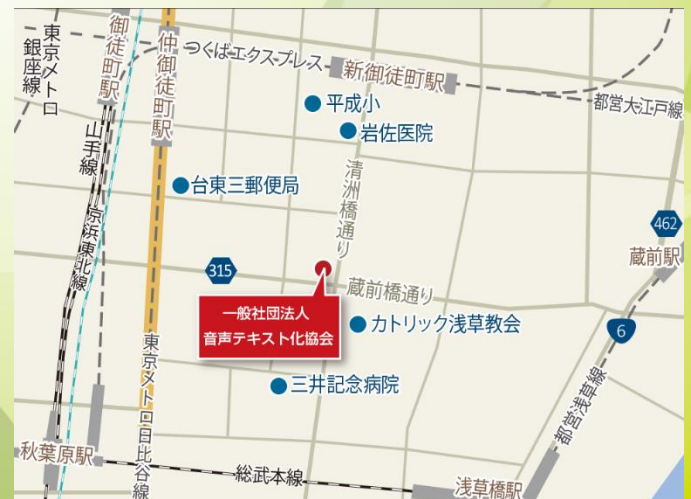 東京メトロ
銀座線
御徒町駅
仲御徒町駅
つくばエクスプレス
新御徒町駅
都営大江戸線
平成小
岩佐医院
山手線
京浜東北線
台東三郵便局
清洲橋通り
462
蔵前駅
315
蔵前橋通り
一般社団法人
音声テキスト化協会
カトリック浅草教会
6
東京メトロ日比谷線
三井記念病院
都営浅草線
秋葉原駅
総武本線
浅草橋駅